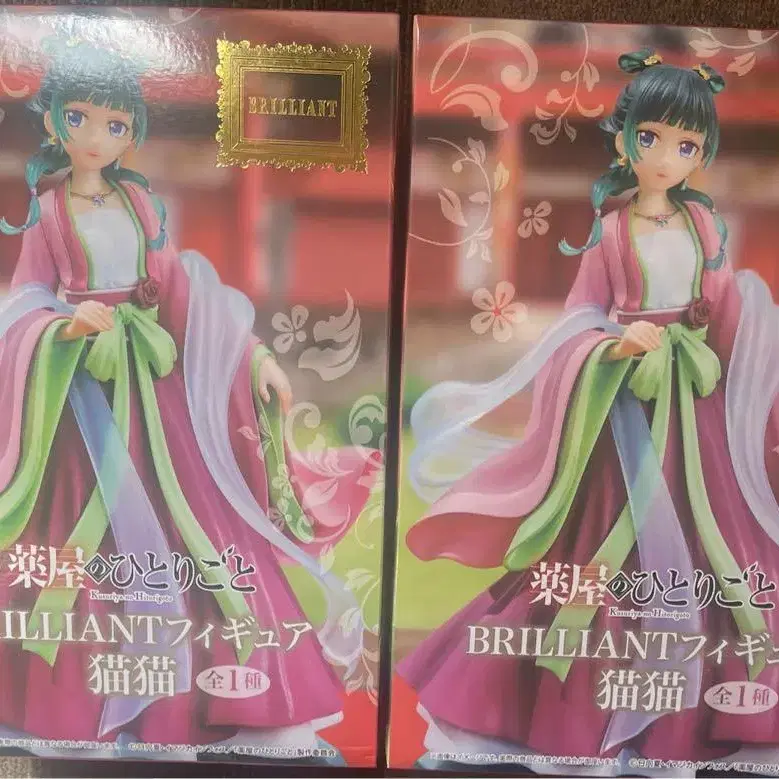 BRILLIANT
薬屋のひとりごと
Kusuriya no Hitorigoto
ILLIANTフィギュア
猫猫 全1種
薬屋のひとりごと
Kusuriya no Hitorigoto
BRILLIANTフィギュ
猫猫 全1種